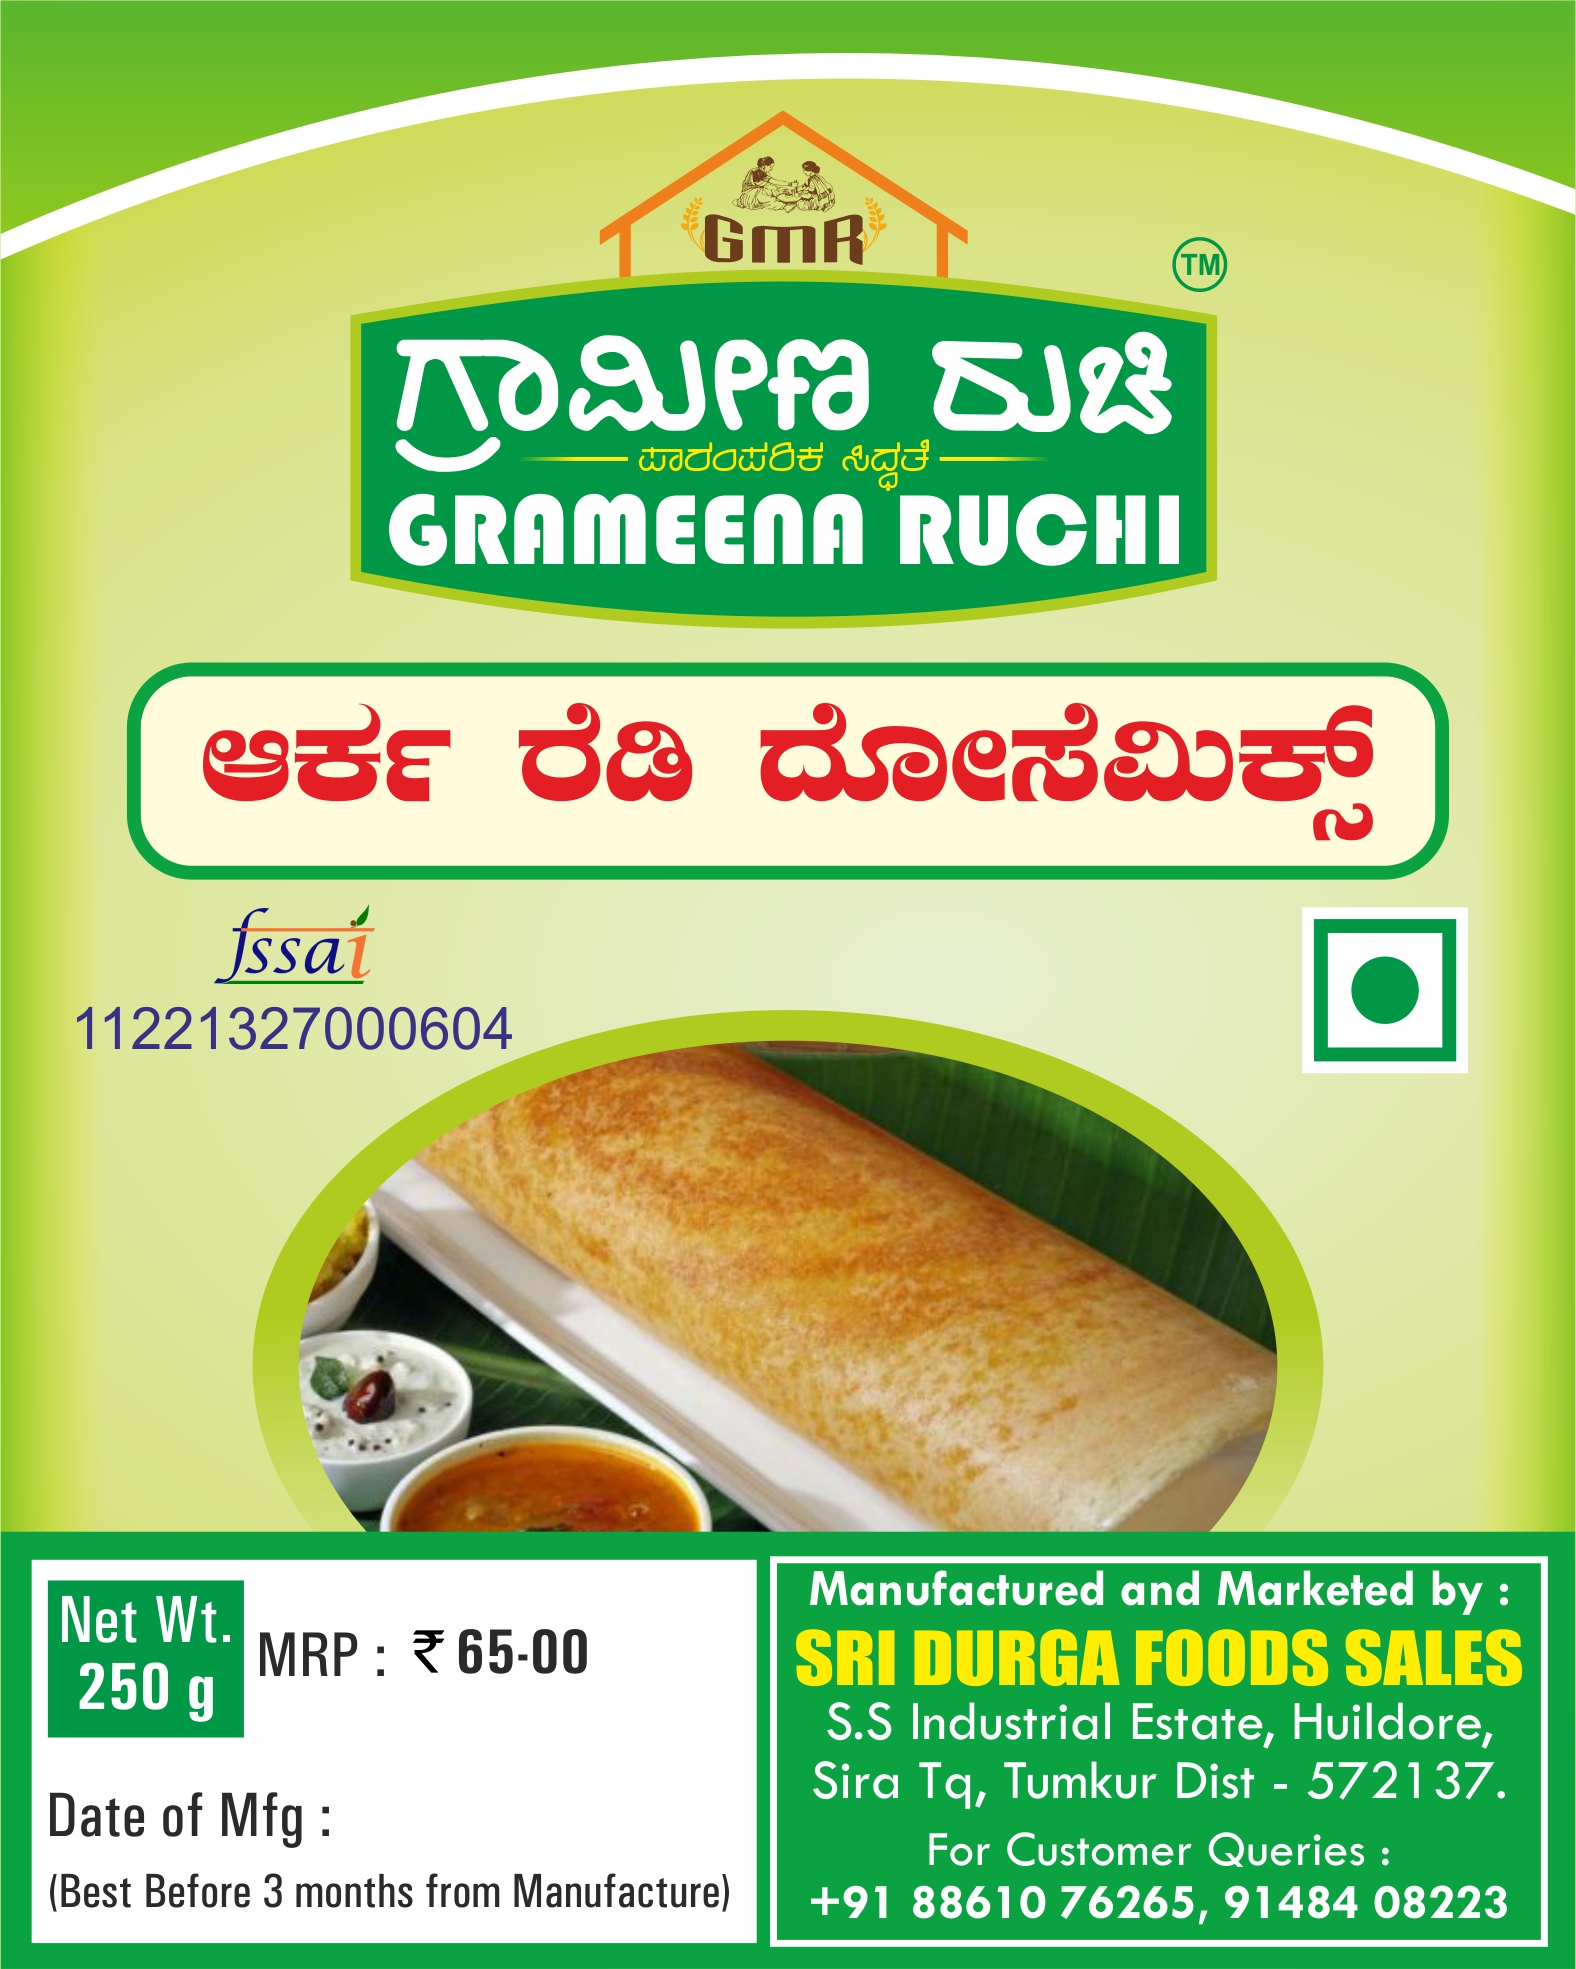 GMR
TM
ಗ್ರಾಮೀಣ ರುಚಿ
ಪಾರಂಪರಿಕ ಸಿದ್ಧತೆ
GRAMEENA RUCHI
ಆರ್ಕ ರೆಡಿ ದೋಸೆಮಿಕ್ಸ್
fssai
11221327000604
Net Wt.
250 g
MRP : ₹ 65-00
Date of Mfg :
(Best Before 3 months from Manufacture)
Manufactured and Marketed by :
SRI DURGA FOODS SALES
S.S Industrial Estate, Huildore,
Sira Tq, Tumkur Dist - 572137.
For Customer Queries :
+91 88610 76265, 91484 08223